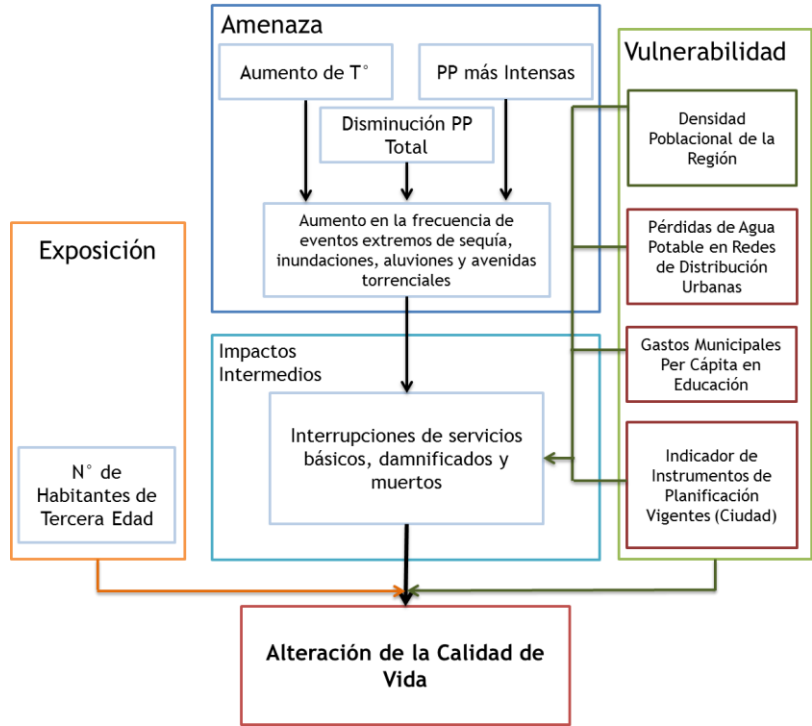 Amenaza
Aumento de T°
PP más Intensas
Disminución PP
Total
Aumento en la frecuencia de
eventos extremos de sequía,
inundaciones, aluviones y avenidas
torrenciales
Vulnerabilidad
Densidad
Poblacional de la
Región
Pérdidas de Agua
Potable en Redes
de Distribución
Urbanas
Gastos Municipales
Per Cápita en
Educación
Indicador de
Instrumentos de
Planificación
Vigentes (Ciudad)
Exposición
N° de
Habitantes de
Tercera Edad
Impactos
Intermedios
Interrupciones de servicios
básicos, damnificados y
muertos
Alteración de la Calidad de
Vida